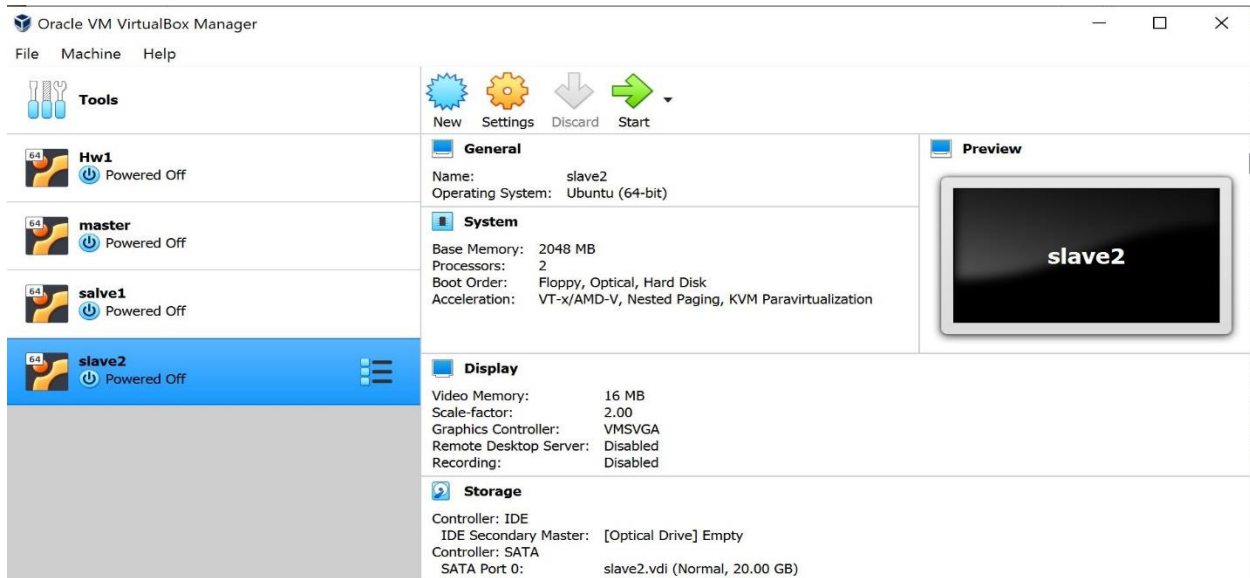 Oracle VM VirtualBox Manager
File Machine Help
Tools
New Settings Discard Start
64
Hw1
Powered Off
64
master
Powered Off
64
salve1
Powered Off
64
slave2
Powered Off
General
Name: slave2
Operating System: Ubuntu (64-bit)
System
Base Memory: 2048 MB
Processors: 2
Boot Order: Floppy, Optical, Hard Disk
Acceleration: VT-x/AMD-V, Nested Paging, KVM Paravirtualization
Preview
slave2
Display
Video Memory: 16 MB
Scale-factor: 2.00
Graphics Controller: VMSVGA
Remote Desktop Server: Disabled
Recording: Disabled
Storage
Controller: IDE
IDE Secondary Master: [Optical Drive] Empty
Controller: SATA
SATA Port 0: slave2.vdi (Normal, 20.00 GB)